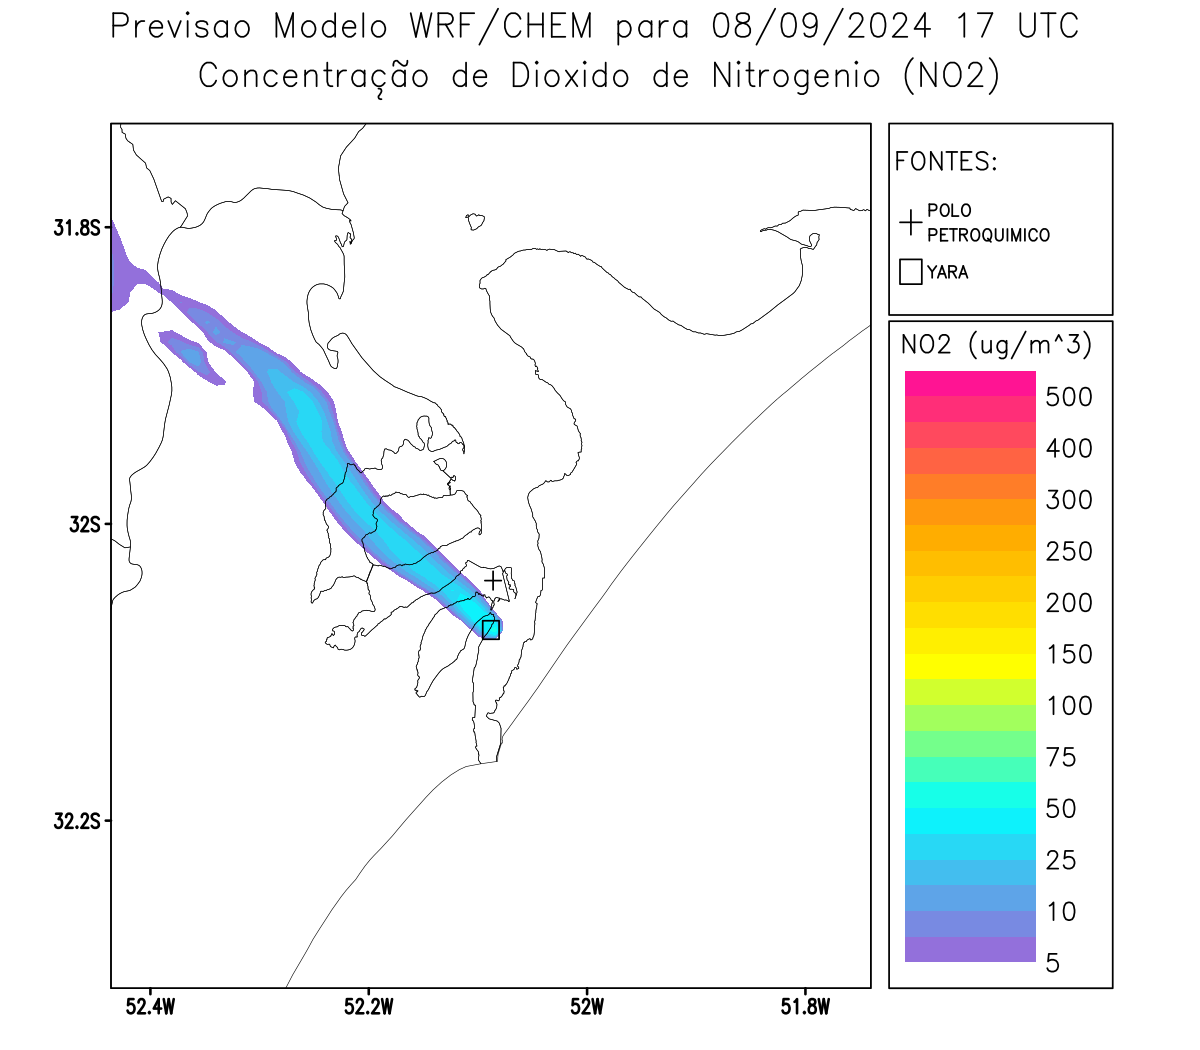 Previsao Modelo WRF/CHEM para 08/09/2024 17 UTC
Concentração de Dioxido de Nitrogenio (NO2)
FONTES:
POLO
PETROQUIMICO
YARA
NO2 (ug/m^3)
500
400
300
250
200
150
100
75
50
25
10
5
31.8S
32S
32.2S
52.4W
52.2W
52W
51.8W